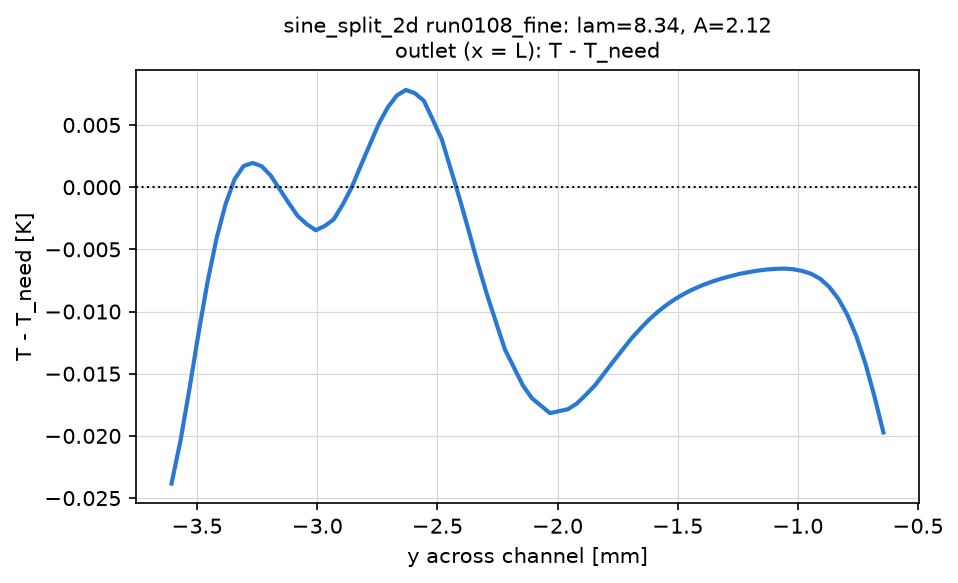 sine_split_2d run0108_fine: lam=8.34, A=2.12
outlet (x = L): T - T_need
T - T_need [K]
0.005
0.000
−0.005
−0.010
−0.015
−0.020
−0.025
−3.5 −3.0 −2.5 −2.0 −1.5 −1.0 −0.5
y across channel [mm]